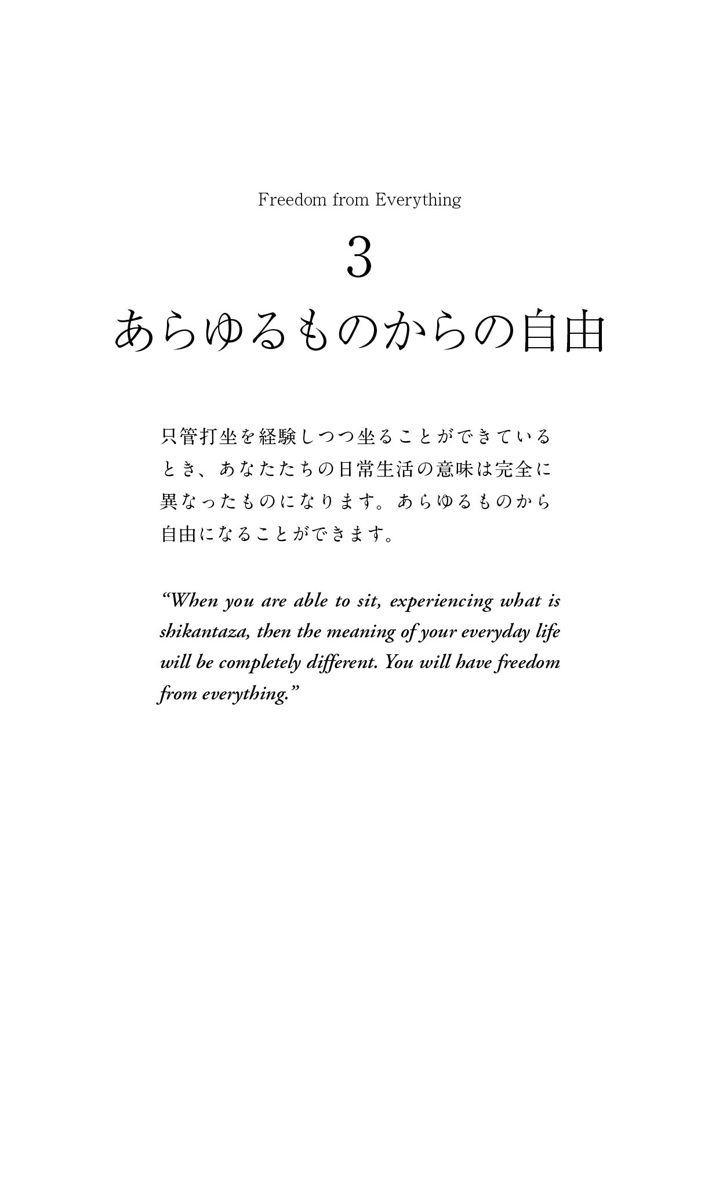 Freedom from Everything
3
あらゆるものからの自由
只管打坐を経験しつつ坐ることができている
とき、あなたたちの日常生活の意味は完全に
異なったものになります。あらゆるものから
自由になることができます。
“When you are able to sit, experiencing what is
shikantaza, then the meaning of your everyday life
will be completely different. You will have freedom
from everything.”